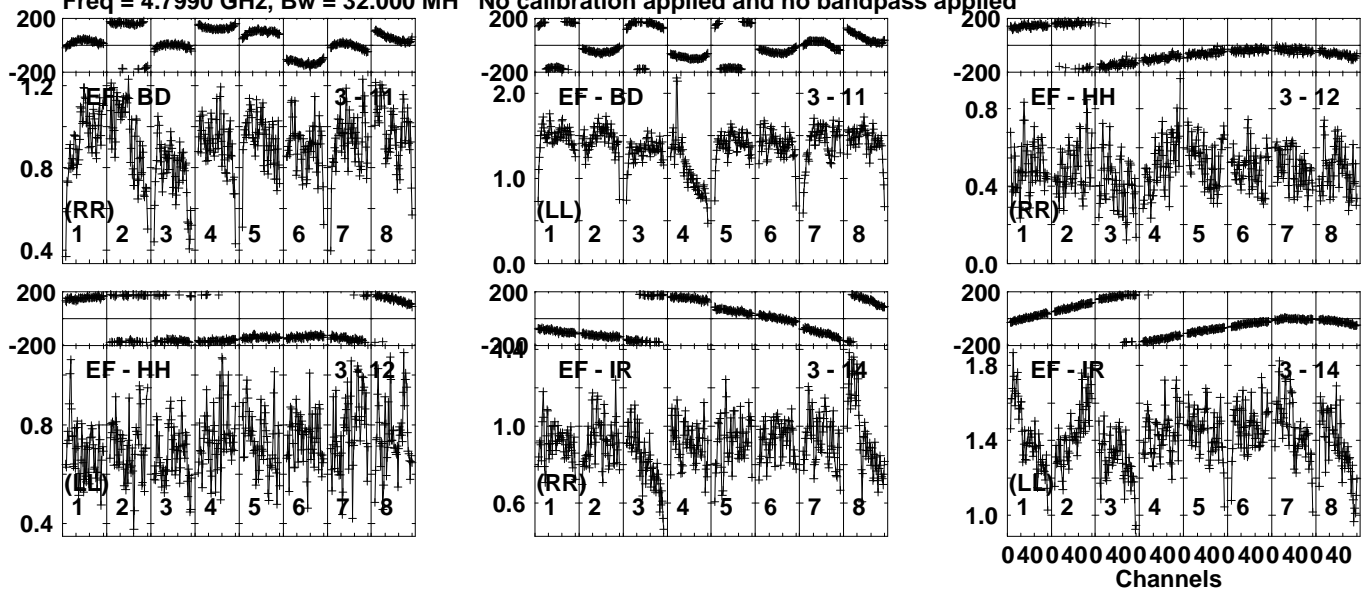 Freq = 4.7990 GHz, Bw = 32.000 MH No calibration applied and no bandpass applied
200
-200
1.2
0.8
0.4
EF - BD
3 - 11
(RR)
1 2 3 4 5 6 7 8
200
-200
2.0
1.0
0.0
EF - BD
3 - 11
(LL)
1 2 3 4 5 6 7 8
200
-200
0.8
0.4
0.0
EF - HH
3 - 12
(RR)
1 2 3 4 5 6 7 8
200
-200
0.8
0.4
EF - HH
3 - 12
(LL)
1 2 3 4 5 6 7 8
200
-200
1.4
1.0
0.6
EF - IR
3 - 14
(RR)
1 2 3 4 5 6 7 8
200
-200
1.8
1.4
1.0
EF - IR
3 - 14
(LL)
1 2 3 4 5 6 7 8
0 40 0 40 0 40 0 40 0 40 0 40 0 40 0 40
Channels